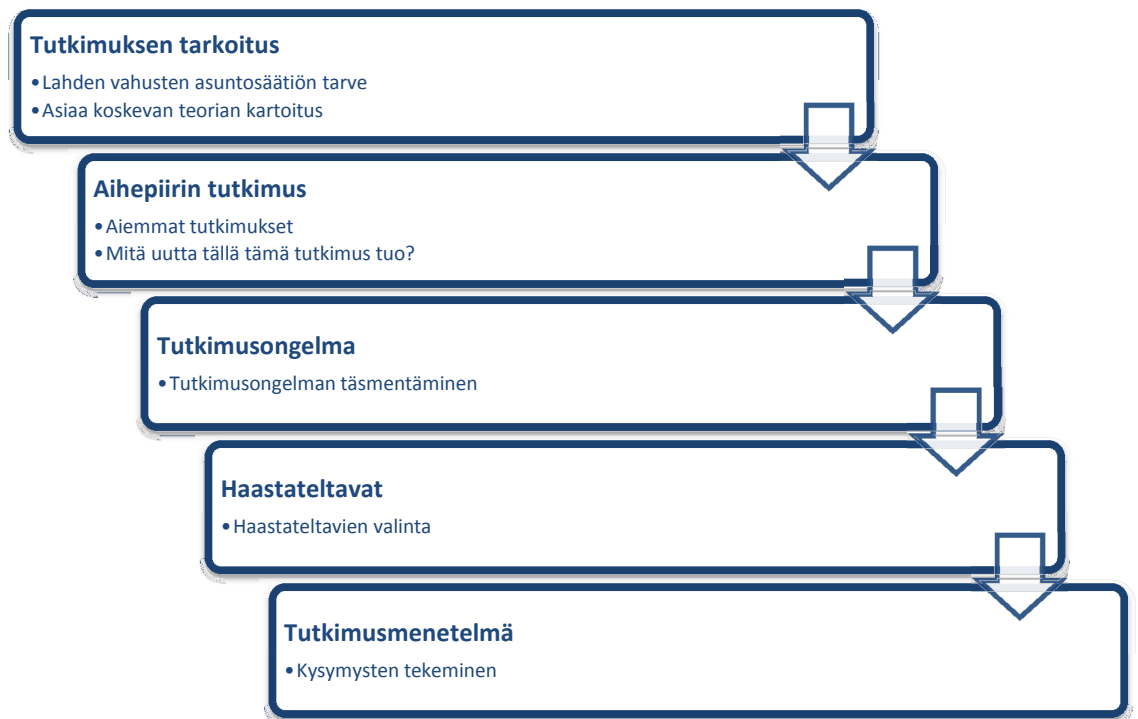 Tutkimuksen tarkoitus
•Lahden vahusten asuntosäätiön tarve
•Asiaa koskevan teorian kartoitus
Aihepiirin tutkimus
•Aiemmat tutkimukset
•Mitä uutta tällä tämä tutkimus tuo?
Tutkimusongelma
•Tutkimusongelman täsmentäminen
Haastateltavat
•Haastateltavien valinta
Tutkimusmenetelmä
•Kysymysten tekeminen